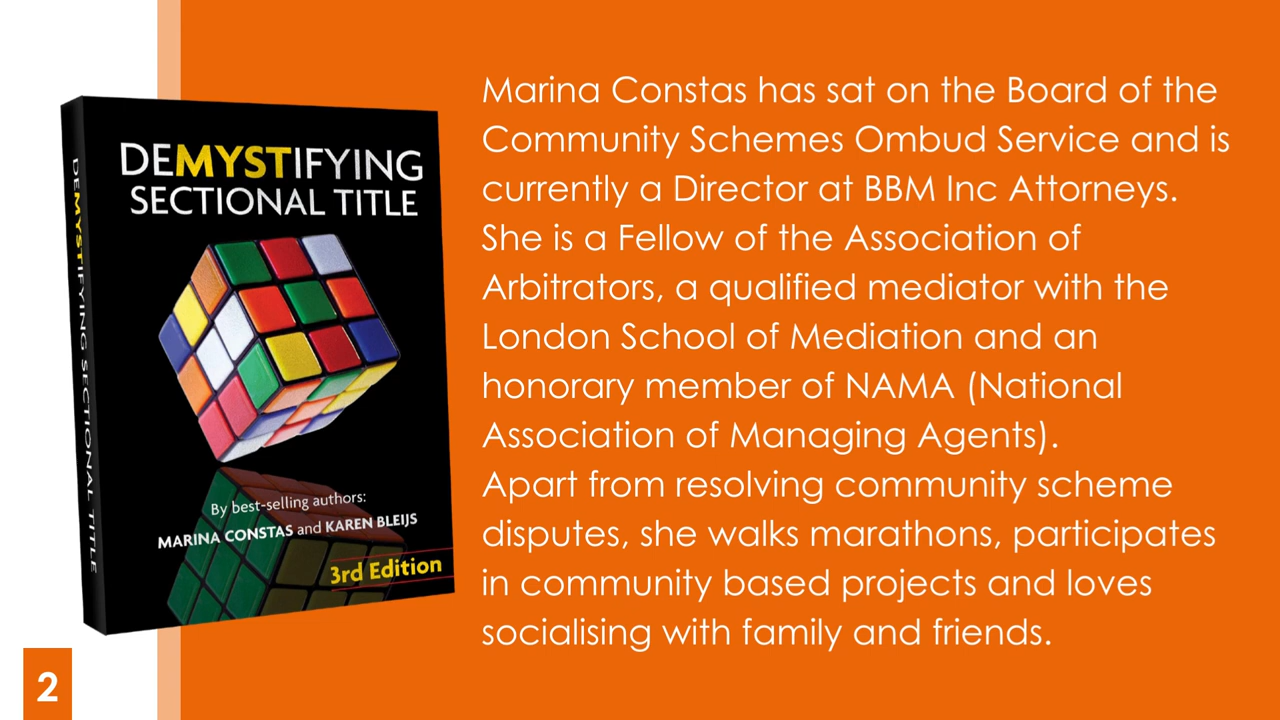 DEMYSTIFYING
SECTIONAL TITLE
DEMYSTIFYING SECTIONAL TITLE
By best-selling authors:
MARINA CONSTAS and KAREN BLEIJS
3rd Edition
Marina Constas has sat on the Board of the
Community Schemes Ombud Service and is
currently a Director at BBM Inc Attorneys.
She is a Fellow of the Association of
Arbitrators, a qualified mediator with the
London School of Mediation and an
honorary member of NAMA (National
Association of Managing Agents).
Apart from resolving community scheme
disputes, she walks marathons, participates
in community based projects and loves
socialising with family and friends.
2